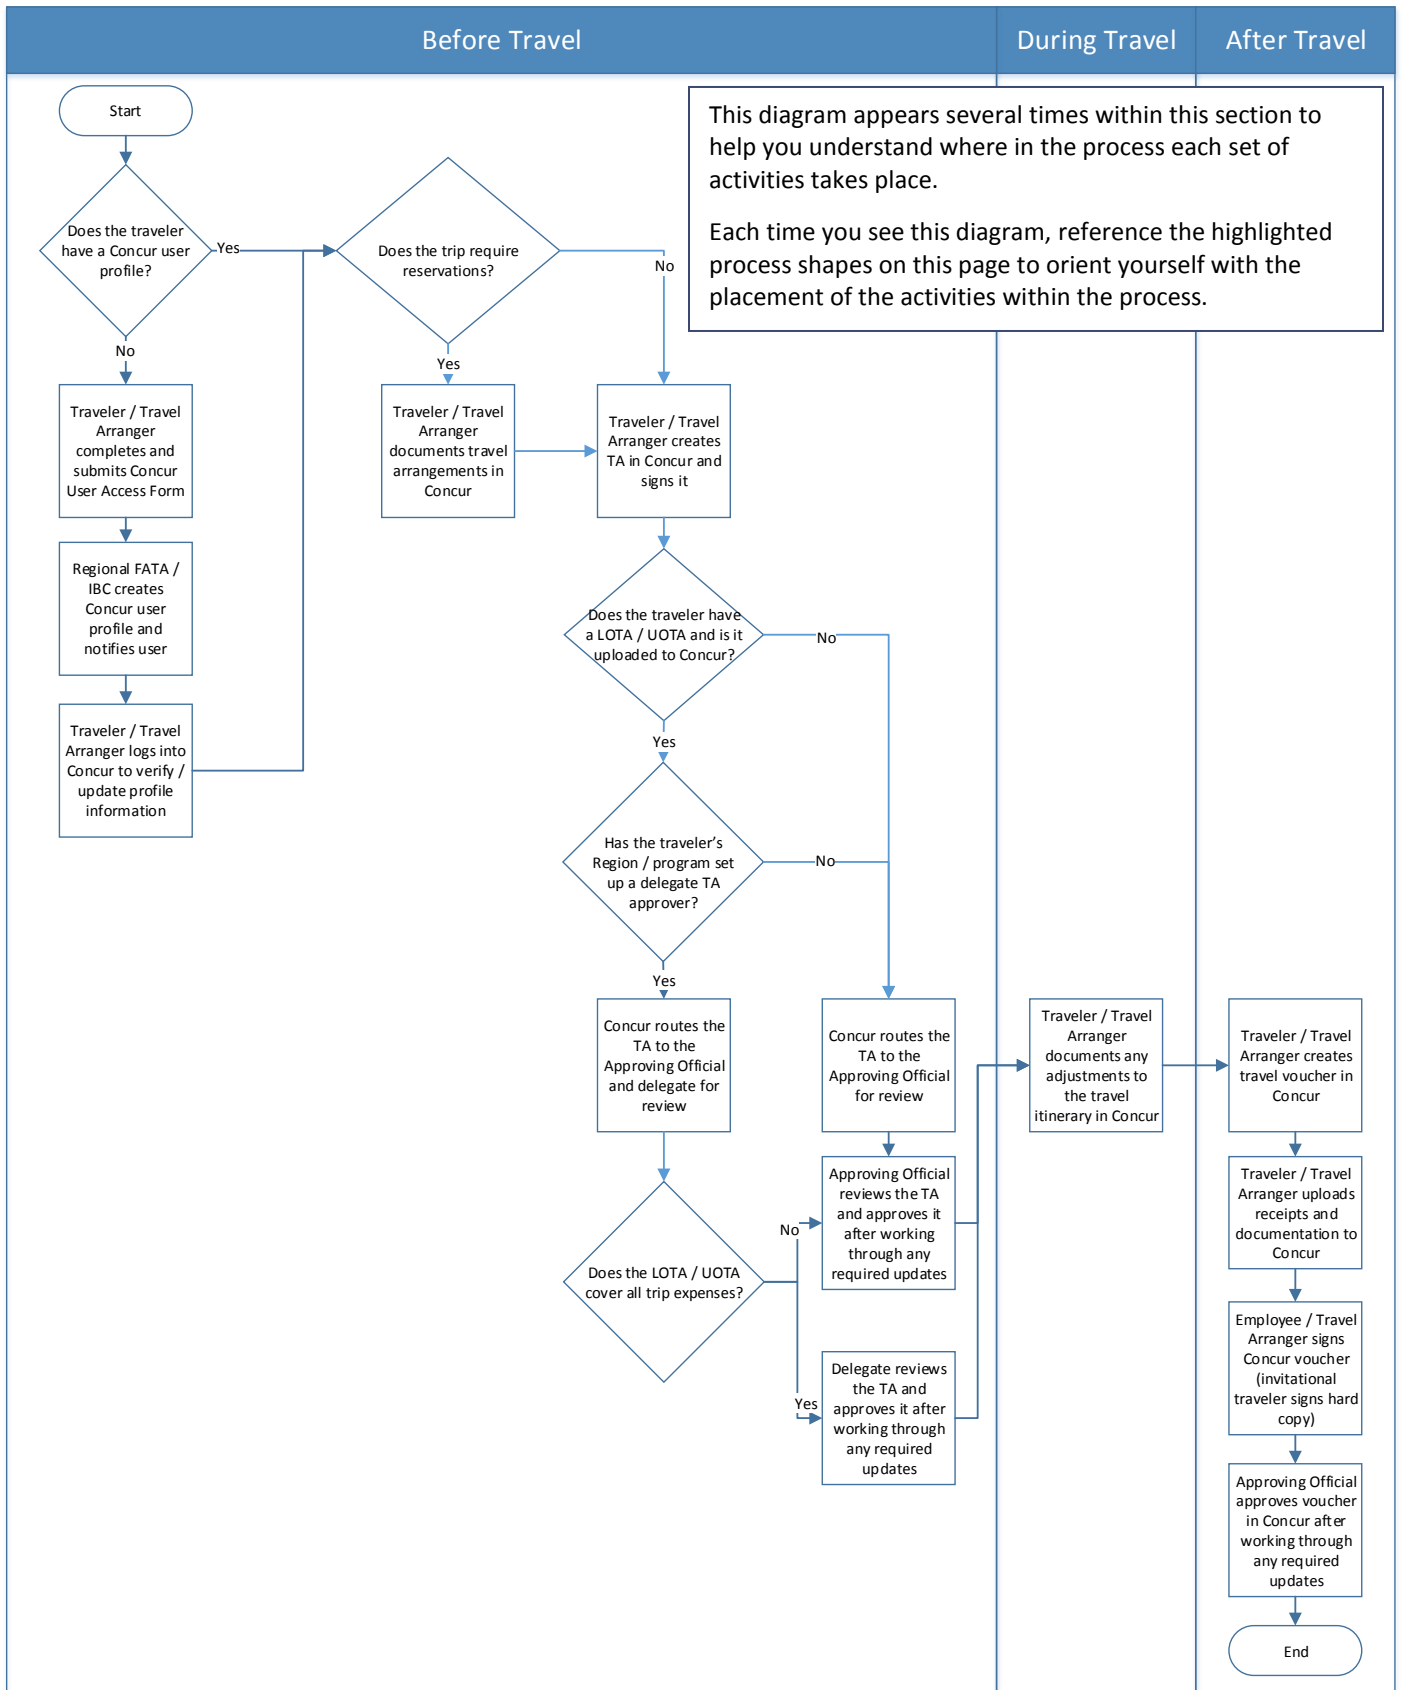 Before Travel
During Travel
After Travel
This diagram appears several times within this section to
help you understand where in the process each set of
activities takes place.
Each time you see this diagram, reference the highlighted
process shapes on this page to orient yourself with the
placement of the activities within the process.
Start
Does the traveler
have a Concur user
profile?
Yes
No
Does the trip require
reservations?
No
Yes
Traveler / Travel
Arranger
completes and
submits Concur
User Access Form
Regional FATA /
IBC creates
Concur user
profile and
notifies user
Traveler / Travel
Arranger logs into
Concur to verify /
update profile
information
Traveler / Travel
Arranger
documents travel
arrangements in
Concur
Traveler / Travel
Arranger creates
TA in Concur and
signs it
Does the traveler have
a LOTA / UOTA and is it
uploaded to Concur?
No
Yes
Has the traveler’s
Region / program set
up a delegate TA
approver?
No
Yes
Concur routes the
TA to the
Approving Official
and delegate for
review
Concur routes the
TA to the
Approving Official
for review
Does the LOTA / UOTA
cover all trip expenses?
No
Yes
Approving Official
reviews the TA
and approves it
after working
through any
required updates
Delegate reviews
the TA and
approves it after
working through
any required
updates
Traveler / Travel
Arranger
documents any
adjustments to
the travel
itinerary in Concur
Traveler / Travel
Arranger creates
travel voucher in
Concur
Traveler / Travel
Arranger uploads
receipts and
documentation to
Concur
Employee / Travel
Arranger signs
Concur voucher
(invitational
traveler signs hard
copy)
Approving Official
approves voucher
in Concur after
working through
any required
updates
End